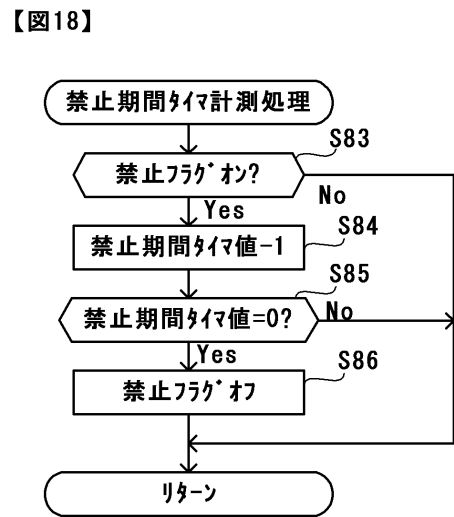 【図18】
禁止期間ﾀｲﾏ計測処理
S83
禁止ﾌﾗｸﾞｵﾝ?
No
Yes
S84
禁止期間ﾀｲﾏ値-1
S85
禁止期間ﾀｲﾏ値=0?
No
Yes
S86
禁止ﾌﾗｸﾞｵﾌ
ﾘﾀｰﾝ